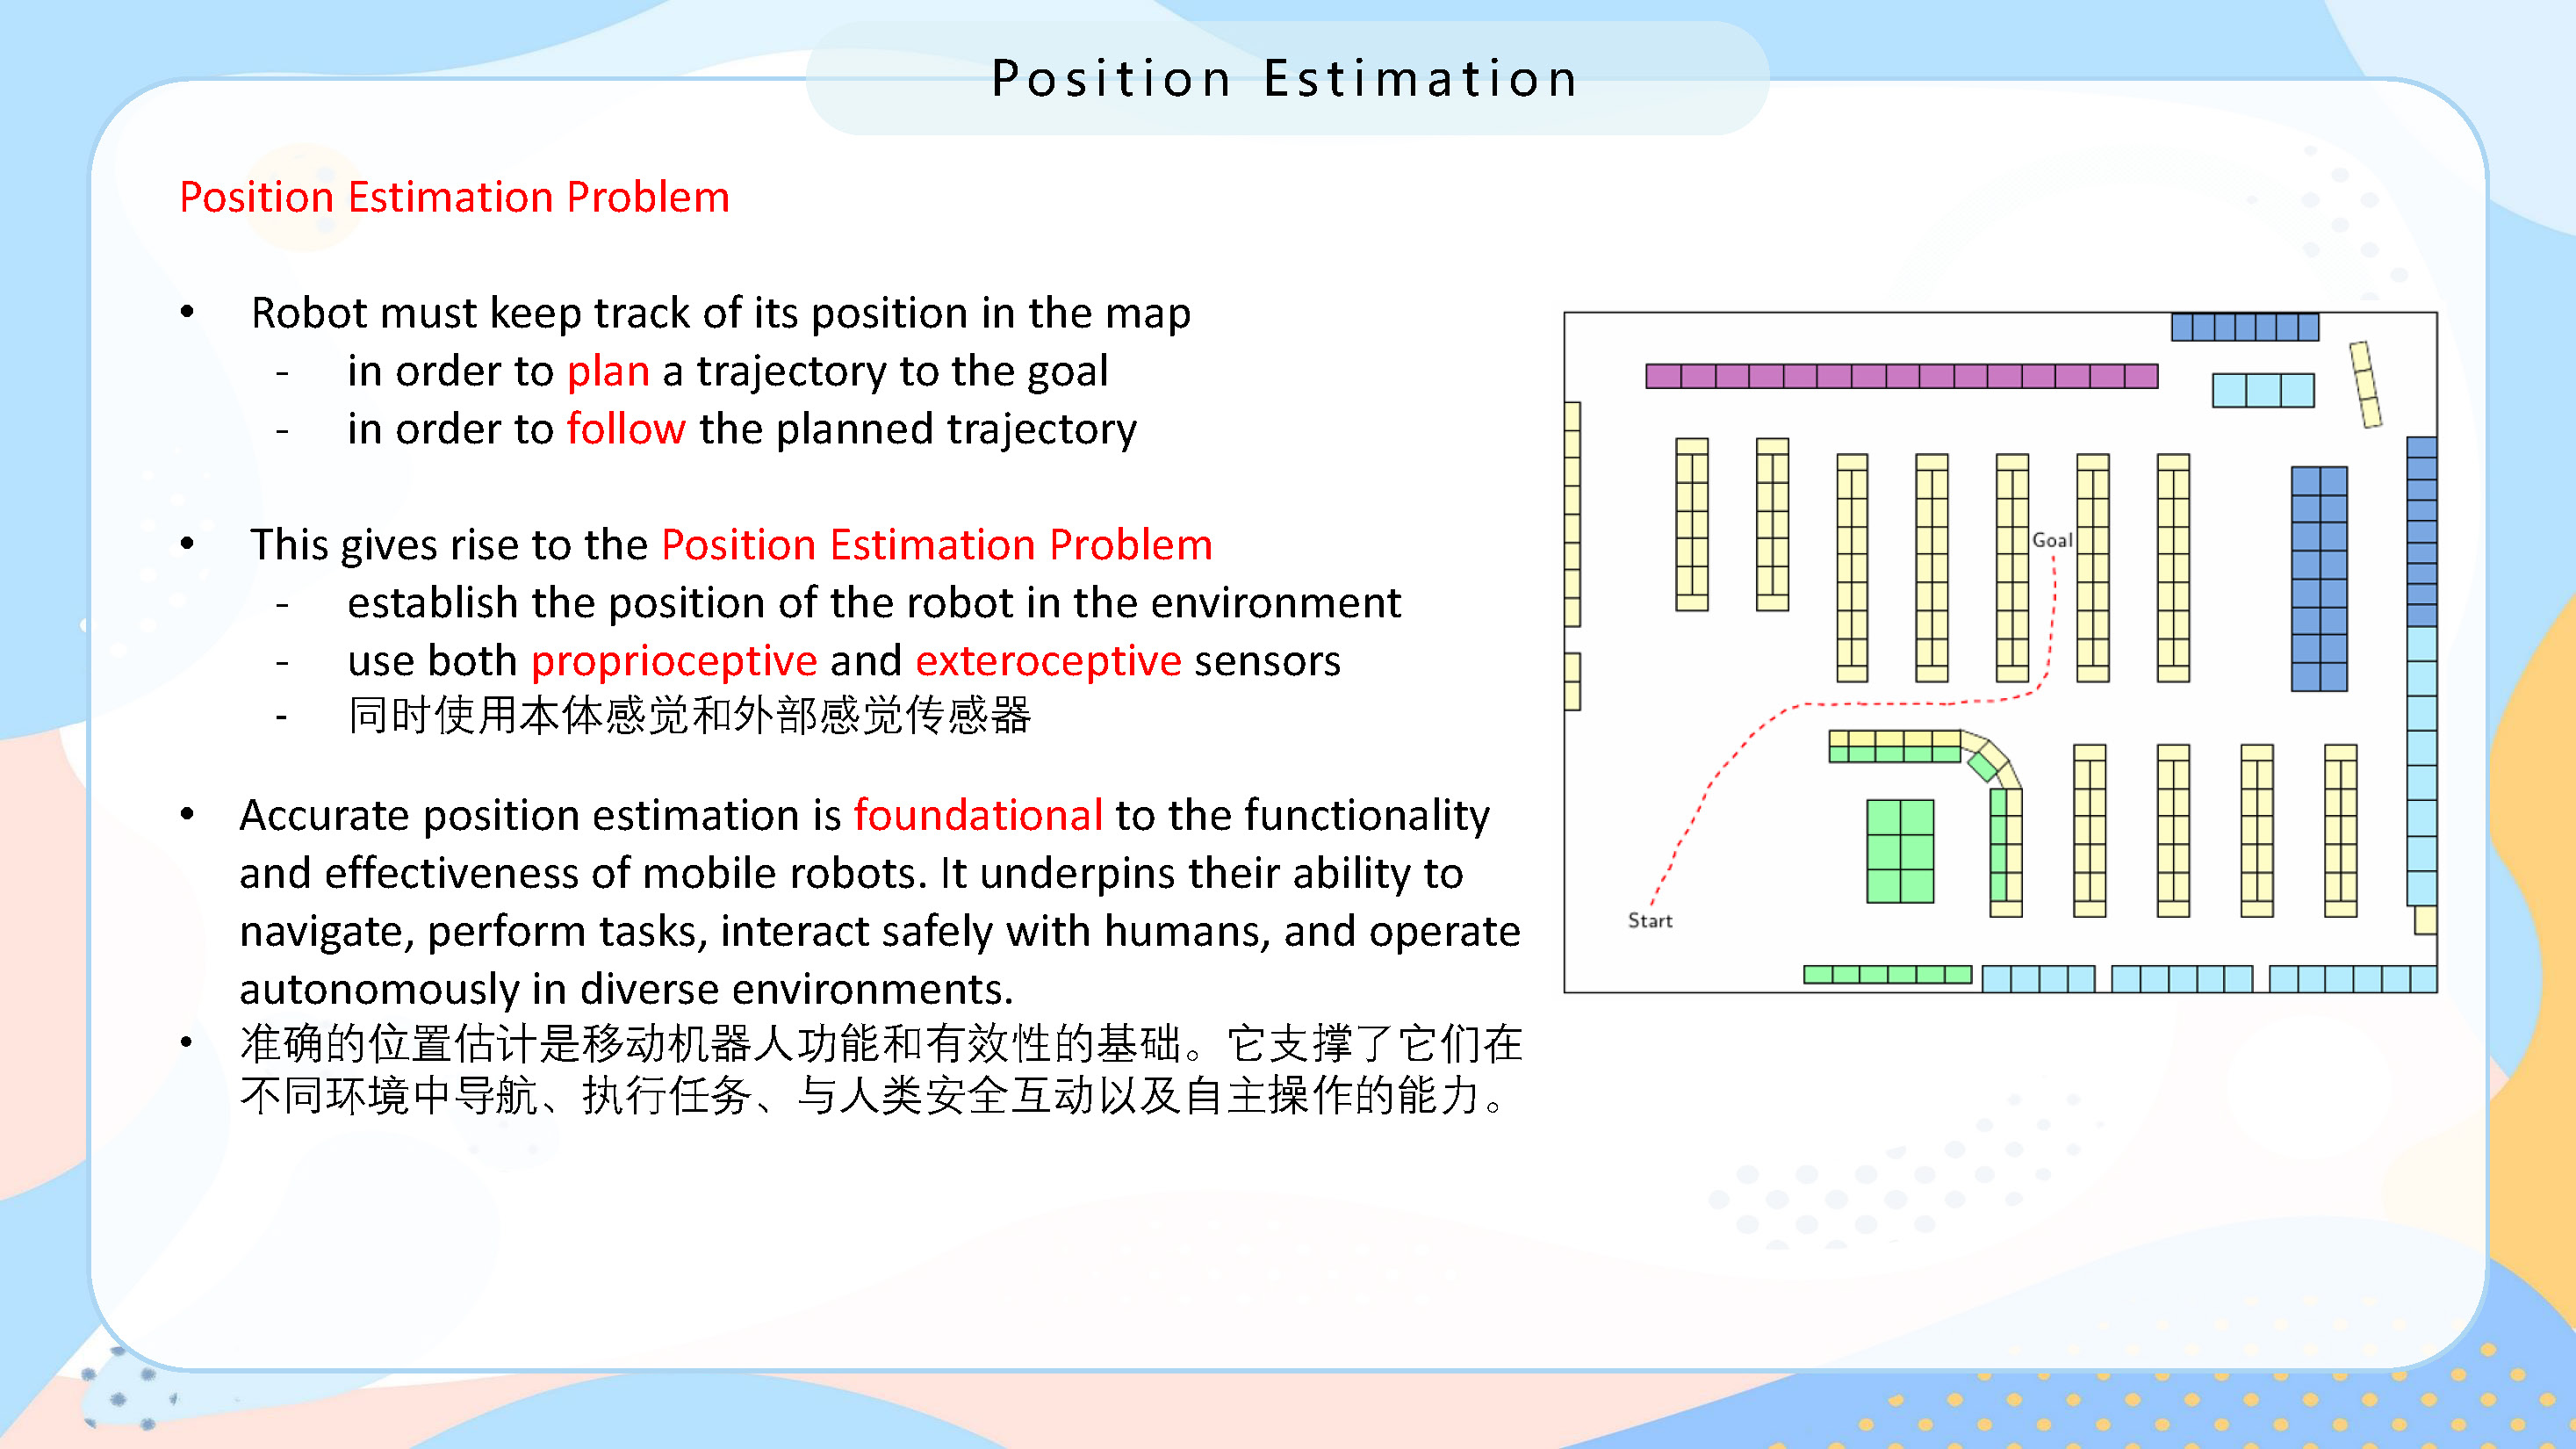 Position Estimation
Position Estimation Problem
• Robot must keep track of its position in the map
- in order to plan a trajectory to the goal
- in order to follow the planned trajectory
• This gives rise to the Position Estimation Problem
- establish the position of the robot in the environment
- use both proprioceptive and exteroceptive sensors
- 同时使用本体感觉和外部感觉传感器
• Accurate position estimation is foundational to the functionality
and effectiveness of mobile robots. It underpins their ability to
navigate, perform tasks, interact safely with humans, and operate
autonomously in diverse environments.
• 准确的位置估计是移动机器人功能和有效性的基础。它支撑了它们在
不同环境中导航、执行任务、与人类安全互动以及自主操作的能力。
Goal
Start